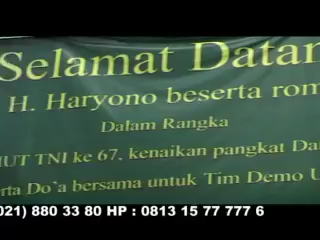 Selamat Datan
H. Haryono beserta rom
Dalam Rangka
HUT TNI ke 67, kenaikan pangkat Da
rta Do'a bersama untuk Tim Demo U
021) 880 33 80 HP : 0813 15 77 777 6